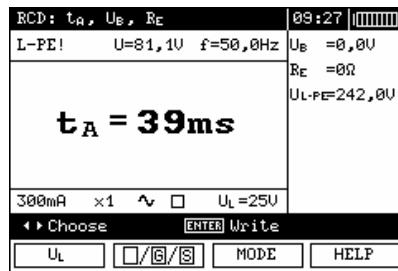 RCD: tA, UB, RE 09:27
L-PE! U=81,1V f=50,0Hz
UB =0,0V
RE =0Ω
UL-PE=242,0V
tA = 39ms
300mA x1 ∿ □ UL=25V
Choose ENTER Write
UL □/G/S MODE HELP